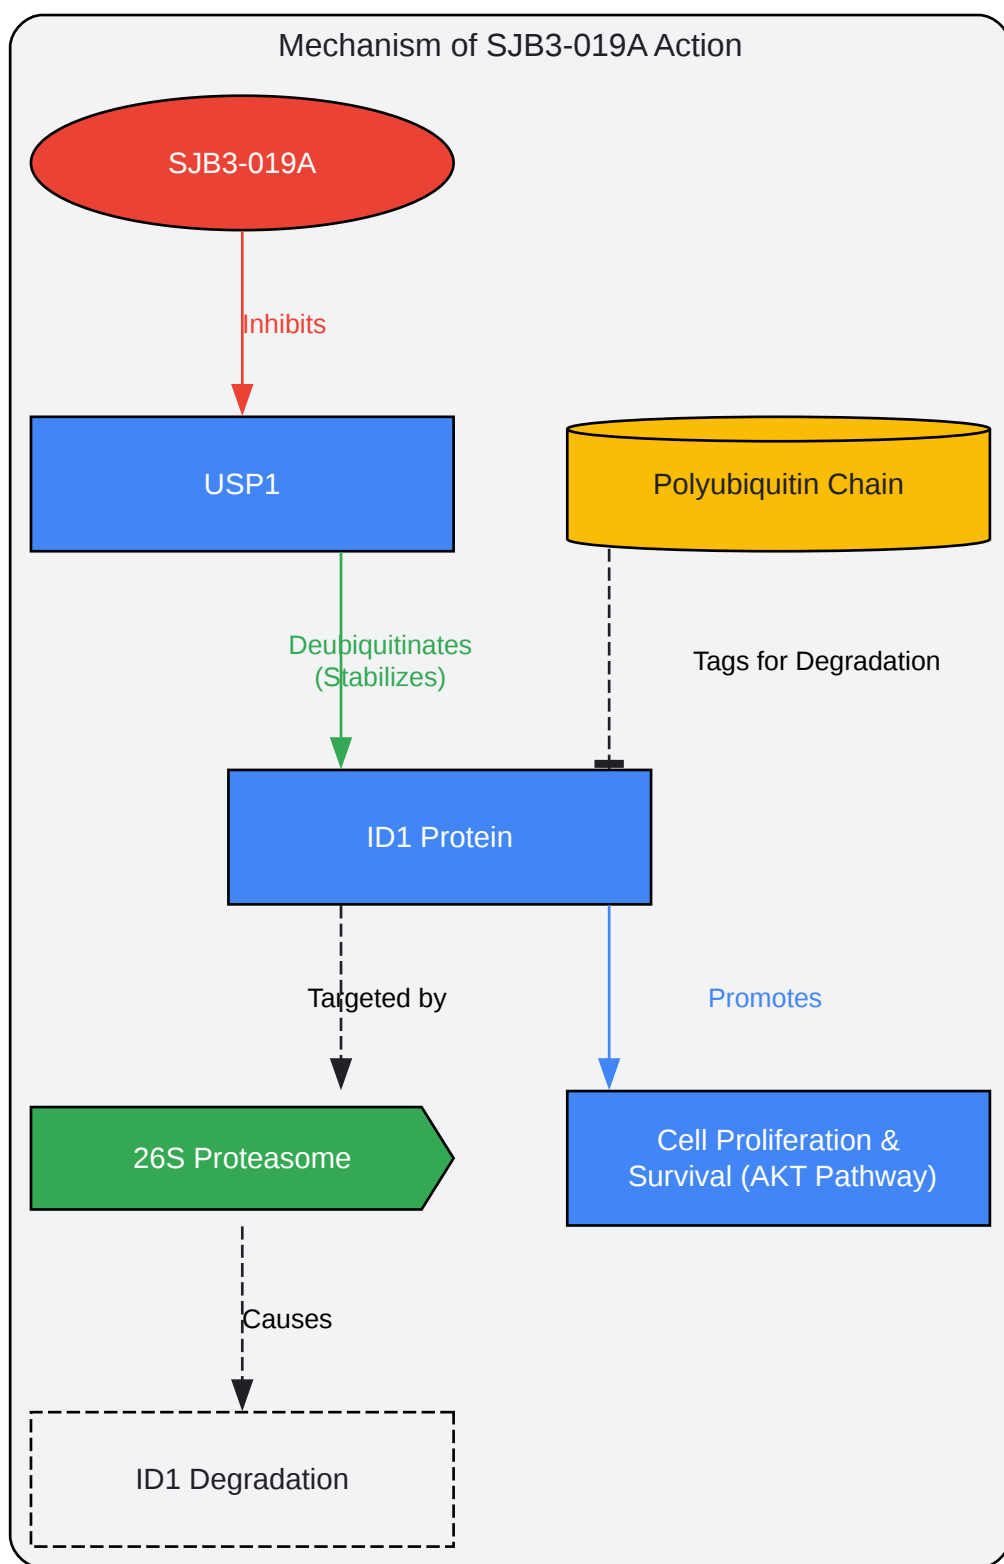 Mechanism of SJB3-019A Action
SJB3-019A
Inhibits
USP1
Polyubiquitin Chain
Deubiquitinates
(Stabilizes)
Tags for Degradation
ID1 Protein
Targeted by
Promotes
26S Proteasome
Cell Proliferation &
Survival (AKT Pathway)
Causes
ID1 Degradation